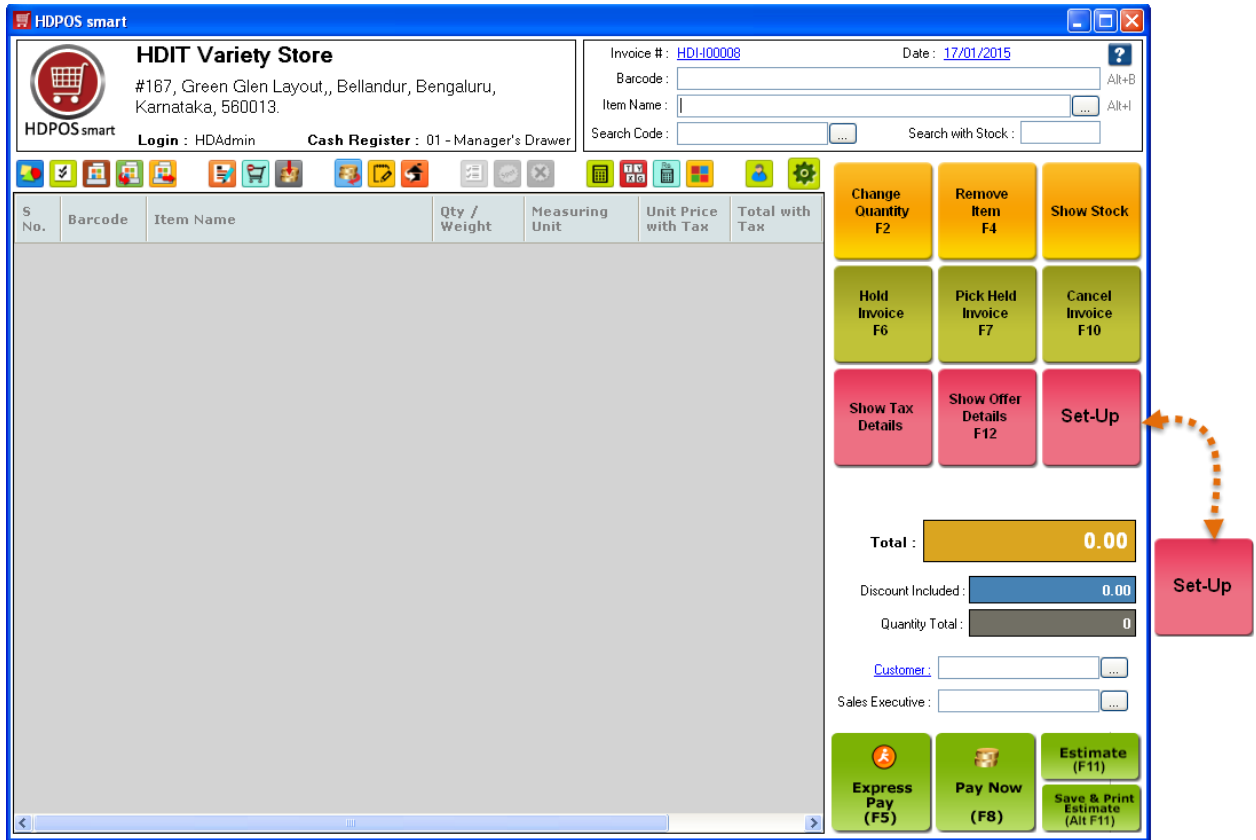 HDPOS smart
HDIT Variety Store
#167, Green Glen Layout,, Bellandur, Bengaluru,
Karnataka, 560013.
HDPOS smart
Login : HDAdmin Cash Register : 01 - Manager's Drawer
Invoice # : HDI-I00008 Date : 17/01/2015 ?
Barcode : Alt+B
Item Name : ... Alt+I
Search Code : ... Search with Stock :
S No. Barcode Item Name Qty / Weight Measuring Unit Unit Price with Tax Total with Tax
Change Quantity F2
Remove Item F4
Show Stock
Hold Invoice F6
Pick Held Invoice F7
Cancel Invoice F10
Show Tax Details
Show Offer Details F12
Set-Up
Total : 0.00
Discount Included : 0.00
Quantity Total : 0
Set-Up
Customer : ...
Sales Executive : ...
Express Pay (F5)
Pay Now (F8)
Estimate (F11)
Save & Print Estimate (Alt F11)